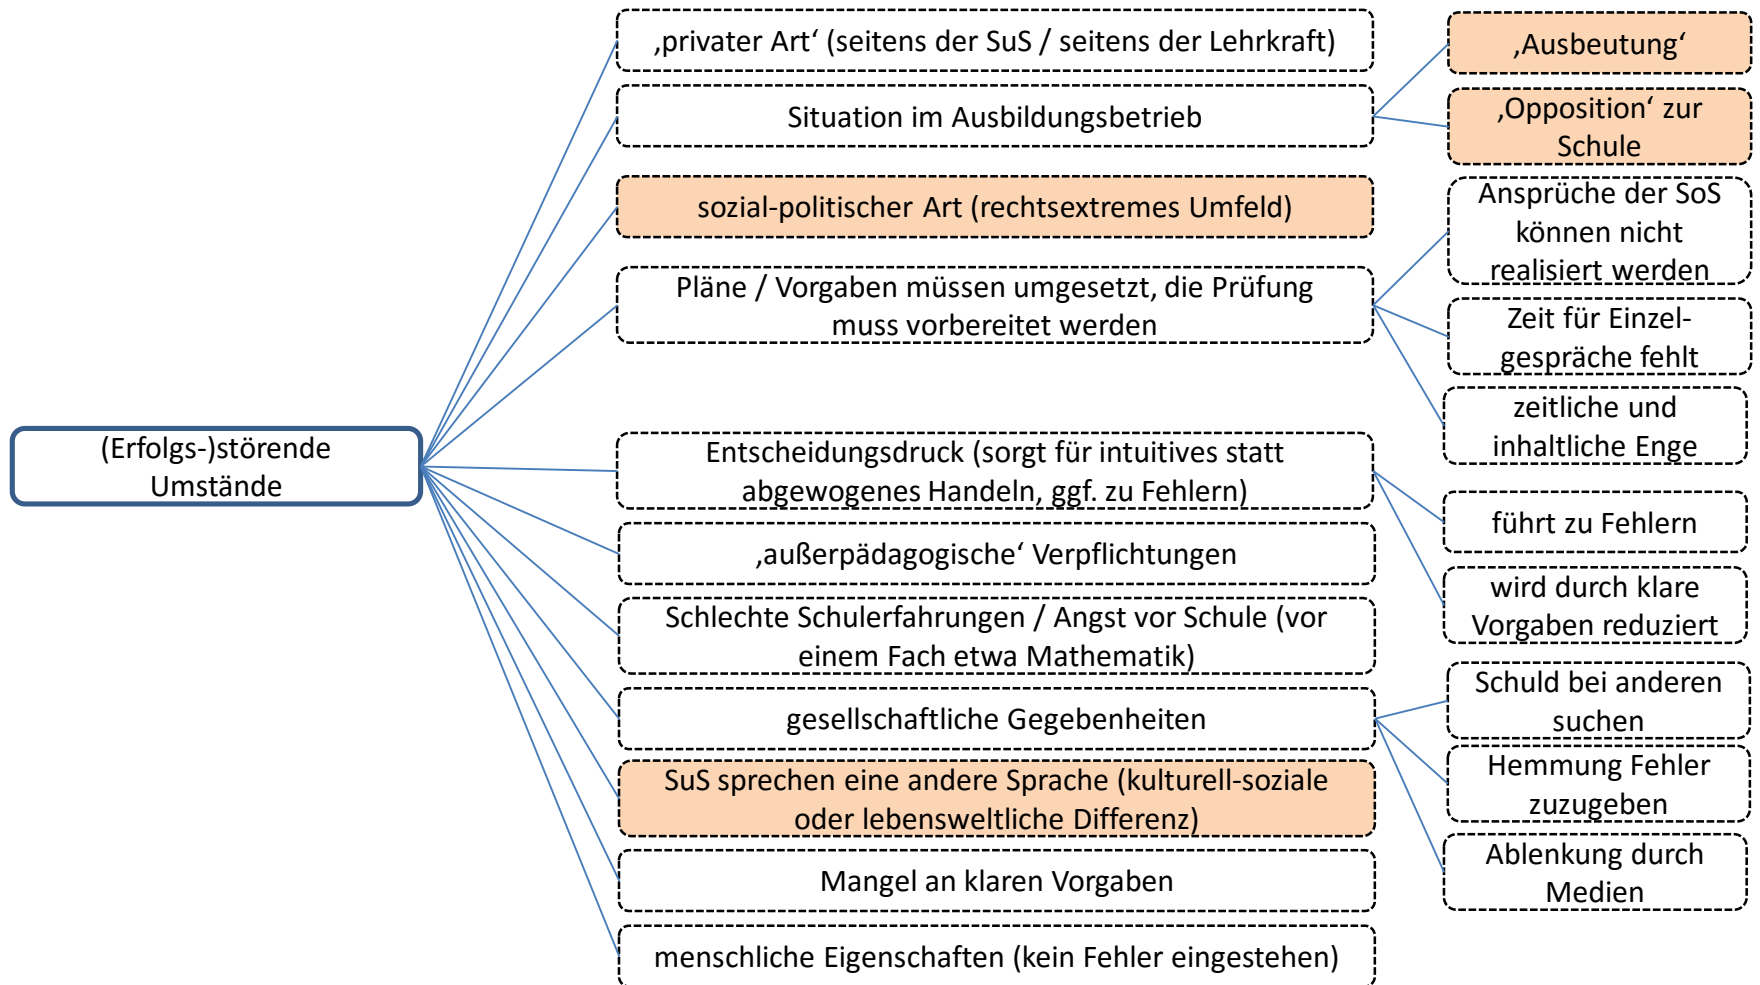 ‚privater Art‘ (seitens der SuS / seitens der Lehrkraft)
Situation im Ausbildungsbetrieb
‚Ausbeutung‘
‚Opposition‘ zur
Schule
sozial-politischer Art (rechtsextremes Umfeld)
Pläne / Vorgaben müssen umgesetzt, die Prüfung
muss vorbereitet werden
Ansprüche der SoS
können nicht
realisiert werden
Zeit für Einzel-
gespräche fehlt
zeitliche und
inhaltliche Enge
(Erfolgs-)störende
Umstände
Entscheidungsdruck (sorgt für intuitives statt
abgewogenes Handeln, ggf. zu Fehlern)
führt zu Fehlern
wird durch klare
Vorgaben reduziert
‚außerpädagogische‘ Verpflichtungen
Schlechte Schulerfahrungen / Angst vor Schule (vor
einem Fach etwa Mathematik)
gesellschaftliche Gegebenheiten
Schuld bei anderen
suchen
Hemmung Fehler
zuzugeben
Ablenkung durch
Medien
SuS sprechen eine andere Sprache (kulturell-soziale
oder lebensweltliche Differenz)
Mangel an klaren Vorgaben
menschliche Eigenschaften (kein Fehler eingestehen)